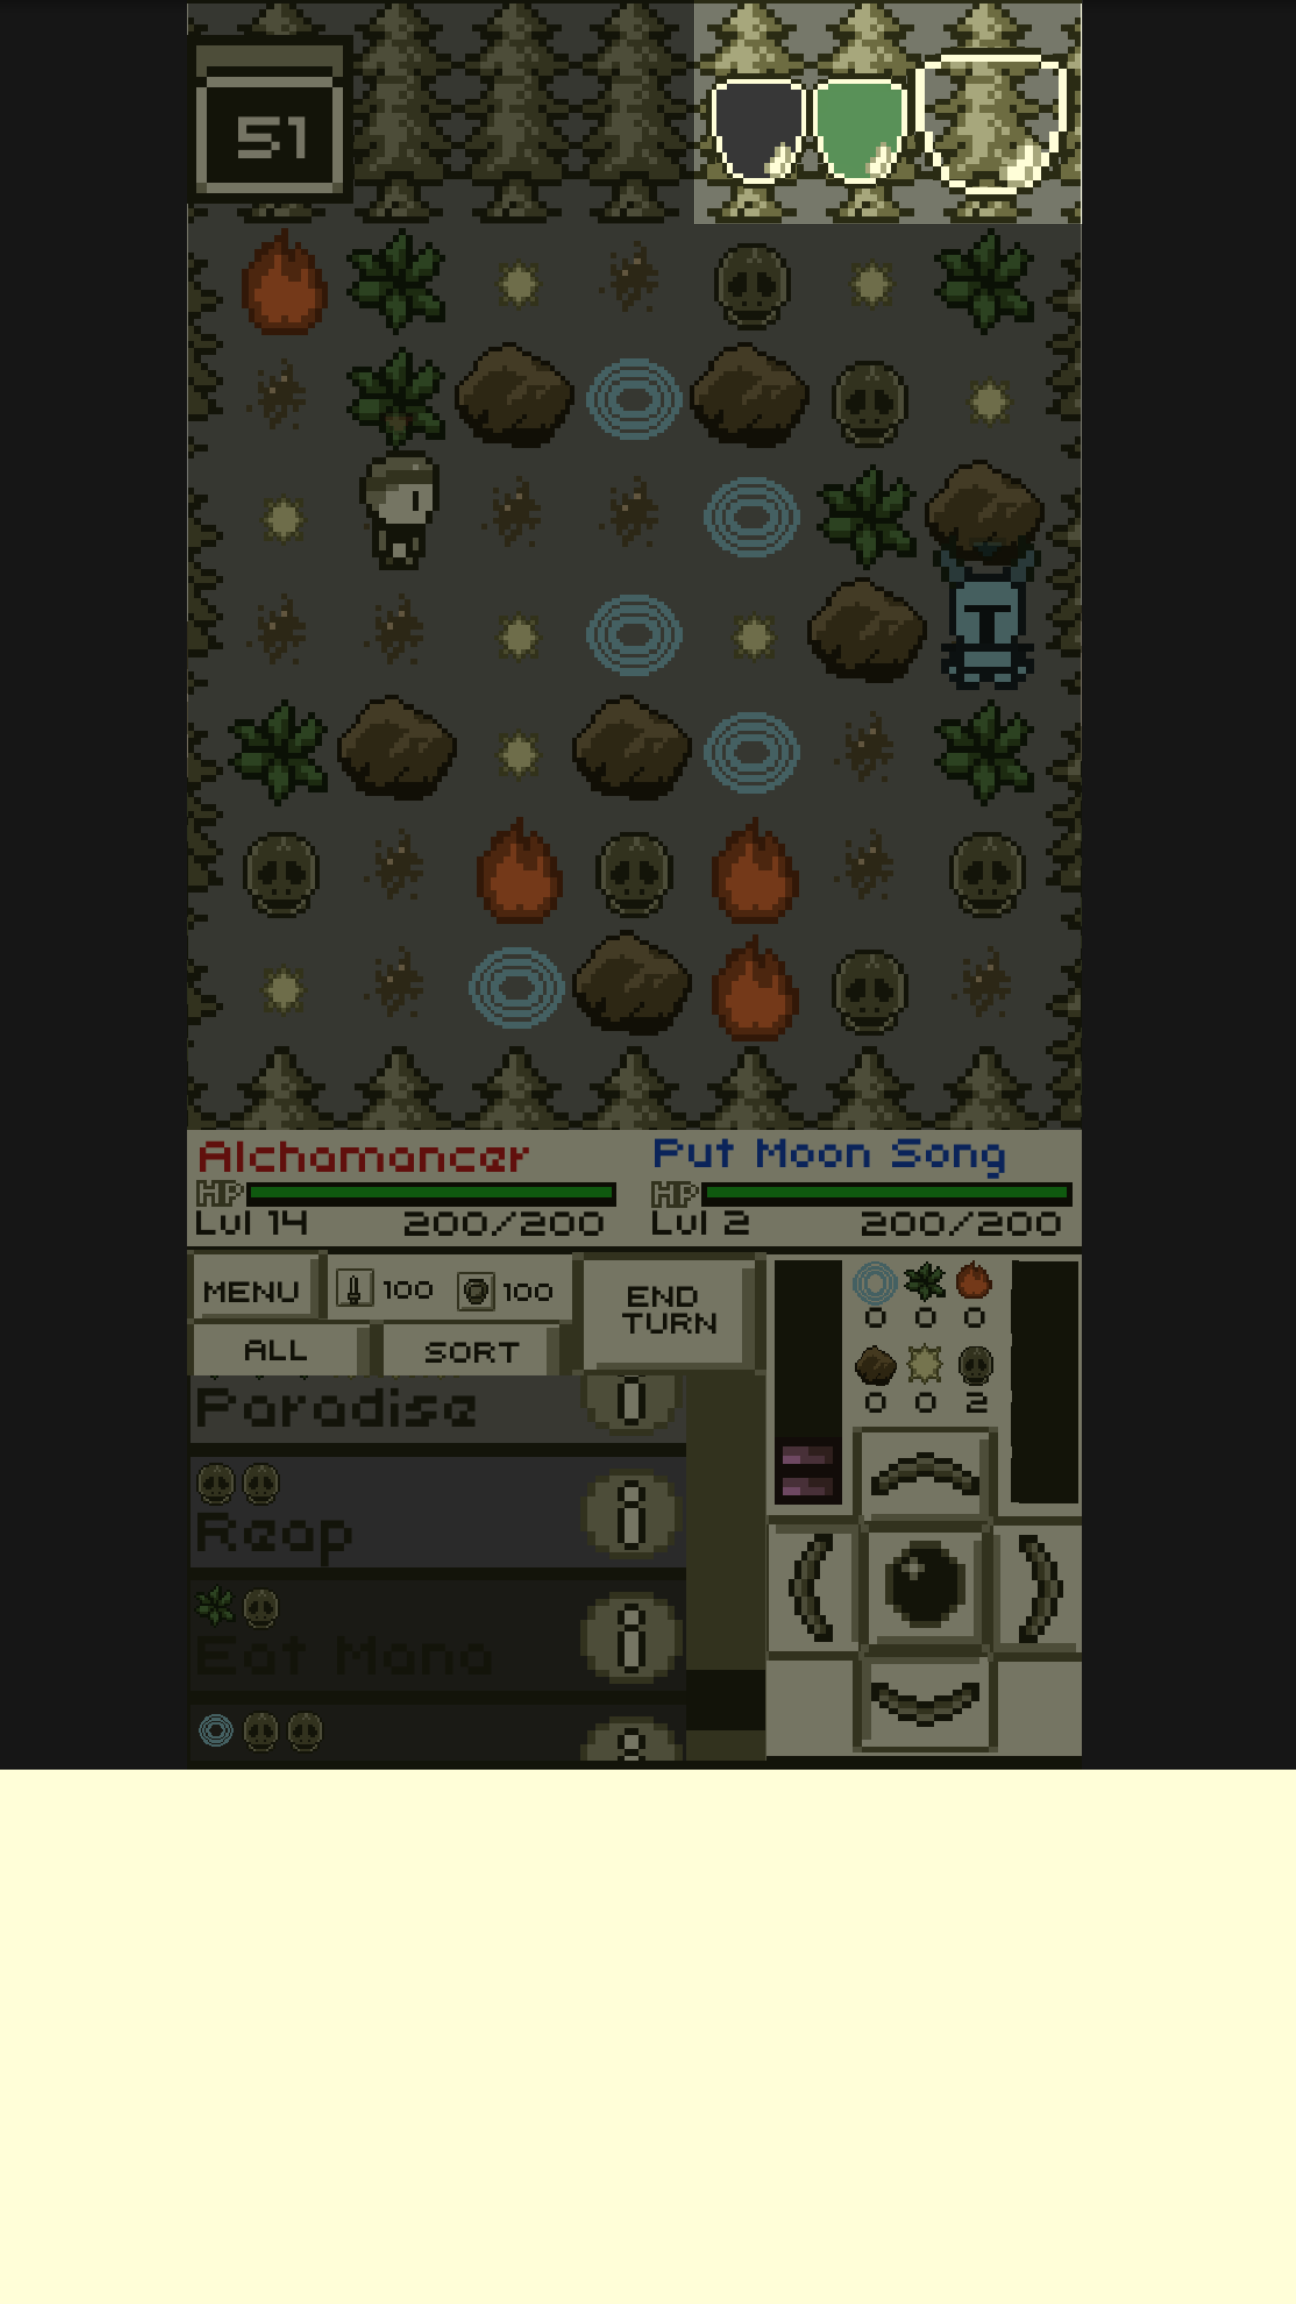 51
Alchamancer
Put Moon Song
HP
HP
Lvl 14
200/200
Lvl 2
200/200
MENU
100
100
END
TURN
ALL
SORT
0
0
0
0
0
2
Paradise
Reap
8
Eat Mana
8
8